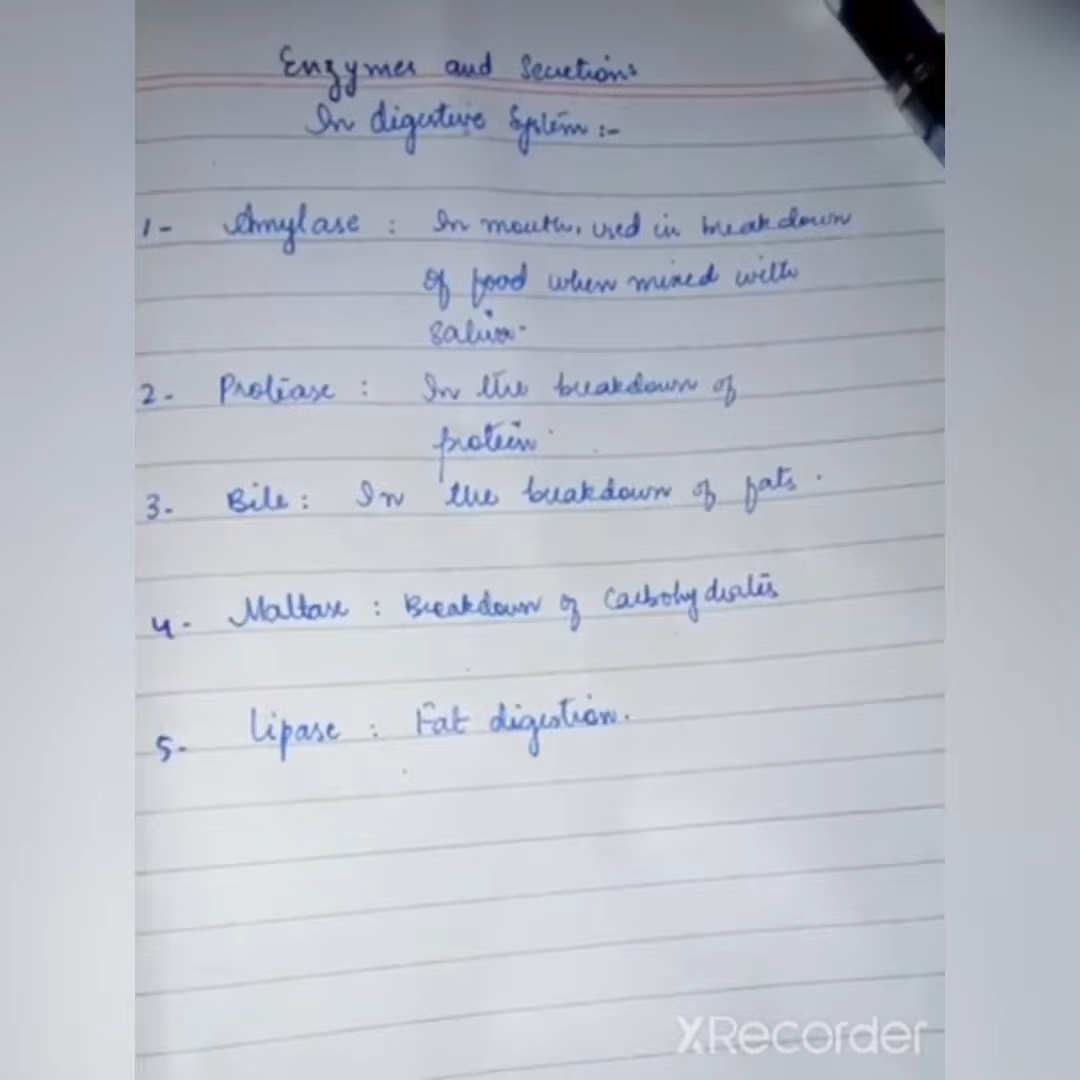 Enzymes and Secretions
In digestive System :-
1- Amylase : In mouth, used in breakdown
of food when mixed with
saliva.
2- Protease : In the breakdown of
protein.
3- Bile : In the breakdown of fats.
4- Maltase : Breakdown of Carbohydrates
5- Lipase : Fat digestion.
XRecorder